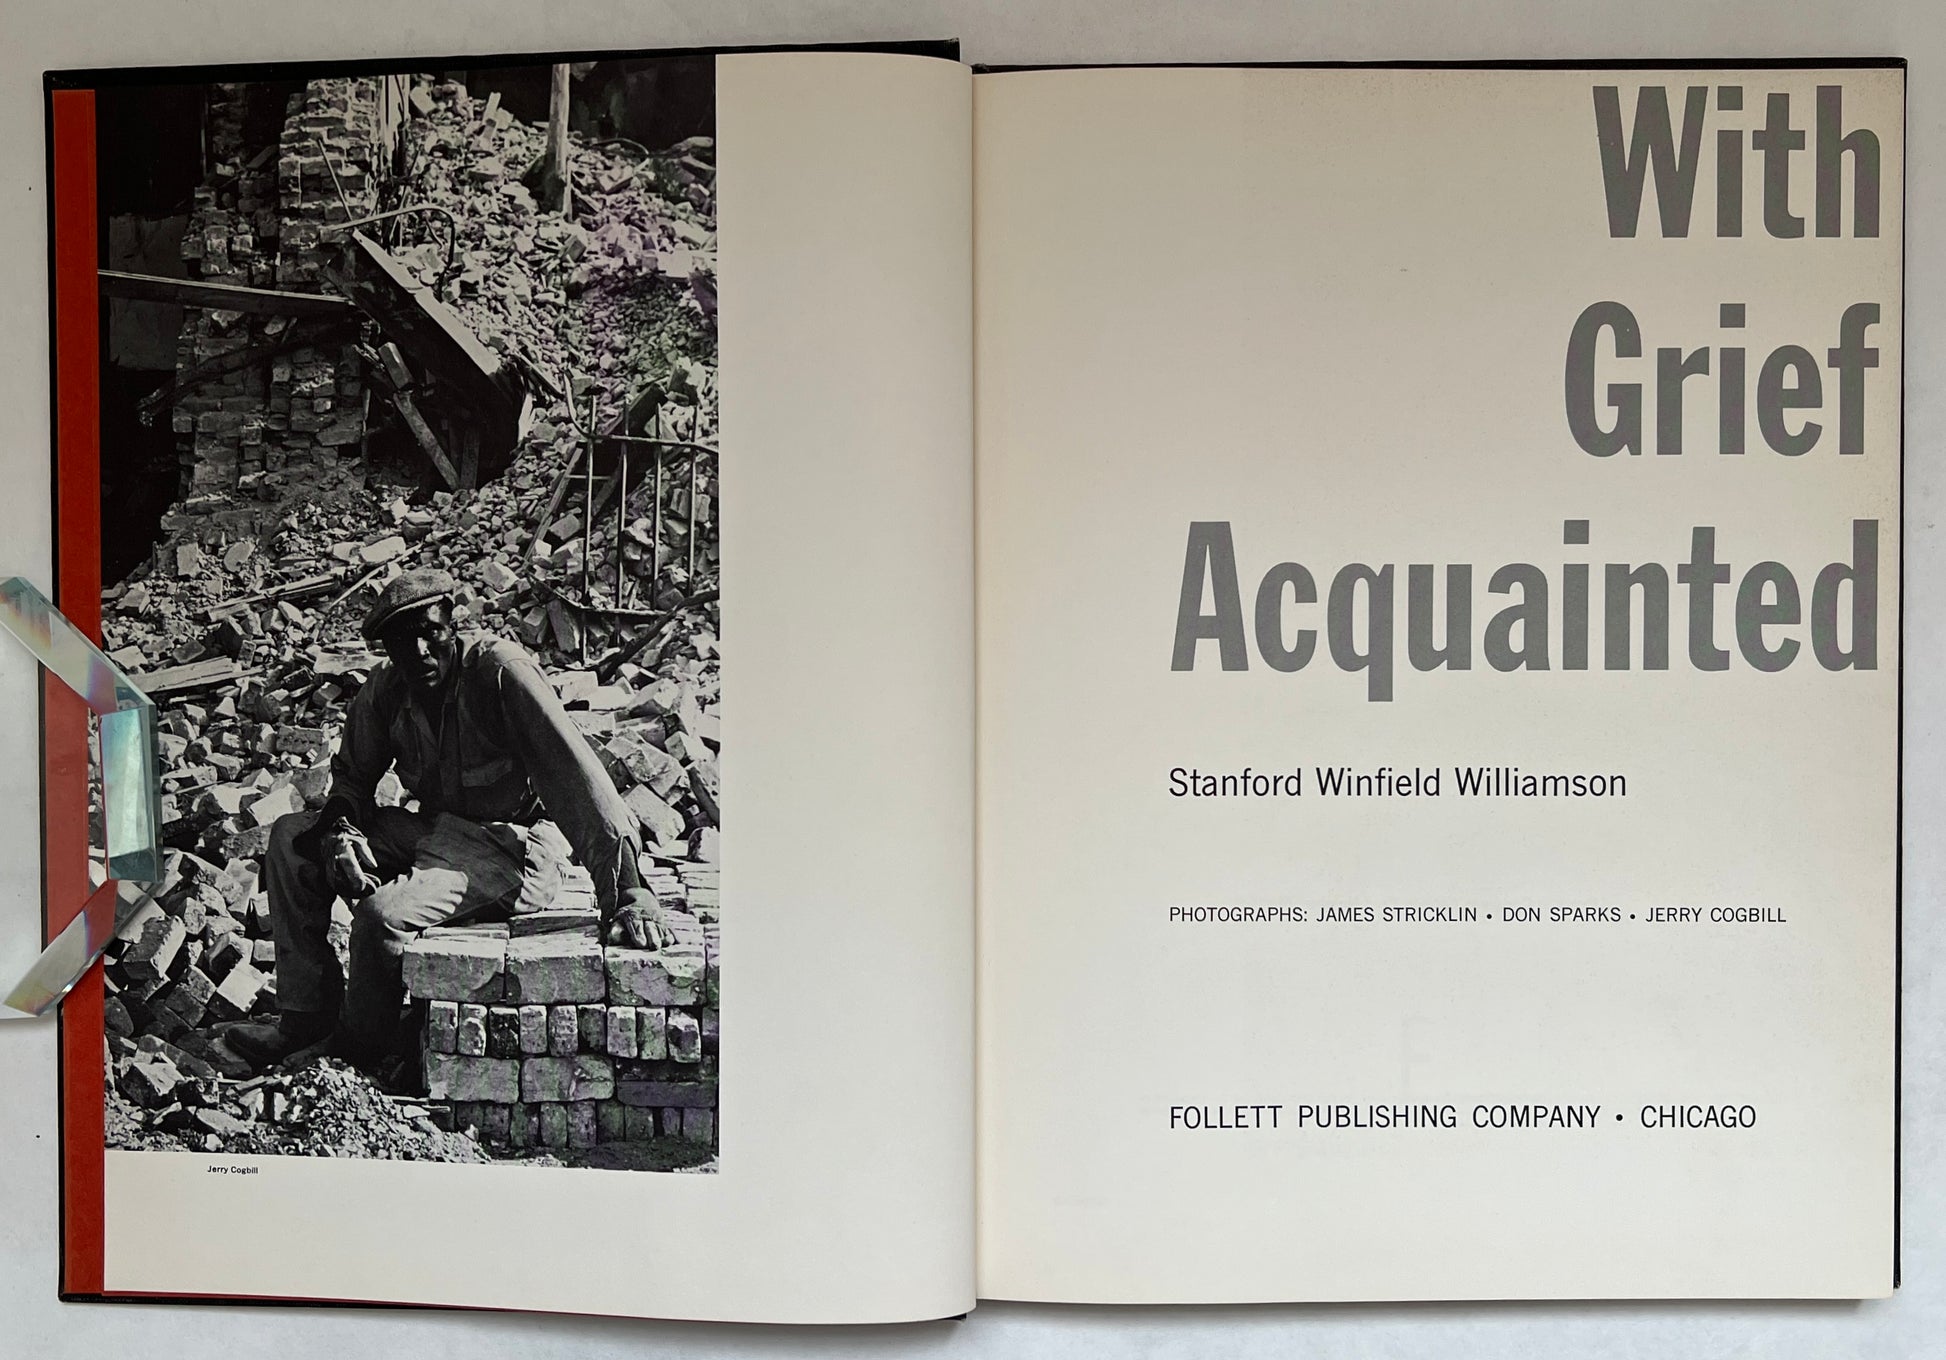 Jerry Cogbill
With
Grief
Acquainted
Stanford Winfield Williamson
PHOTOGRAPHS: JAMES STRICKLIN • DON SPARKS • JERRY COGBILL
FOLLETT PUBLISHING COMPANY • CHICAGO